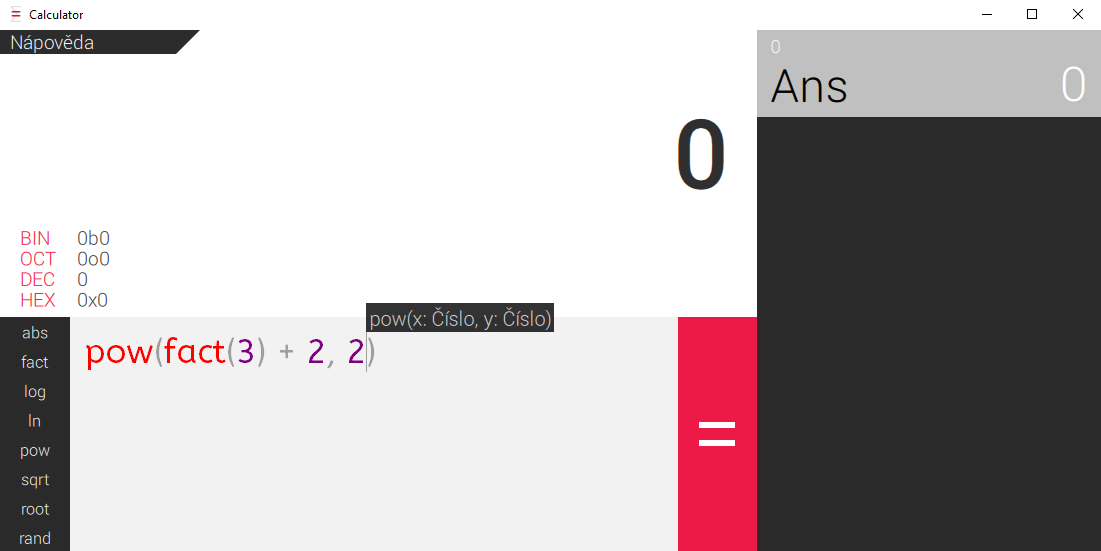 Calculator
Nápověda
0
Ans 0
0
BIN 0b0
OCT 0o0
DEC 0
HEX 0x0
pow(x: Číslo, y: Číslo)
pow(fact(3) + 2, 2)
abs
fact
log
ln
pow
sqrt
root
rand
=